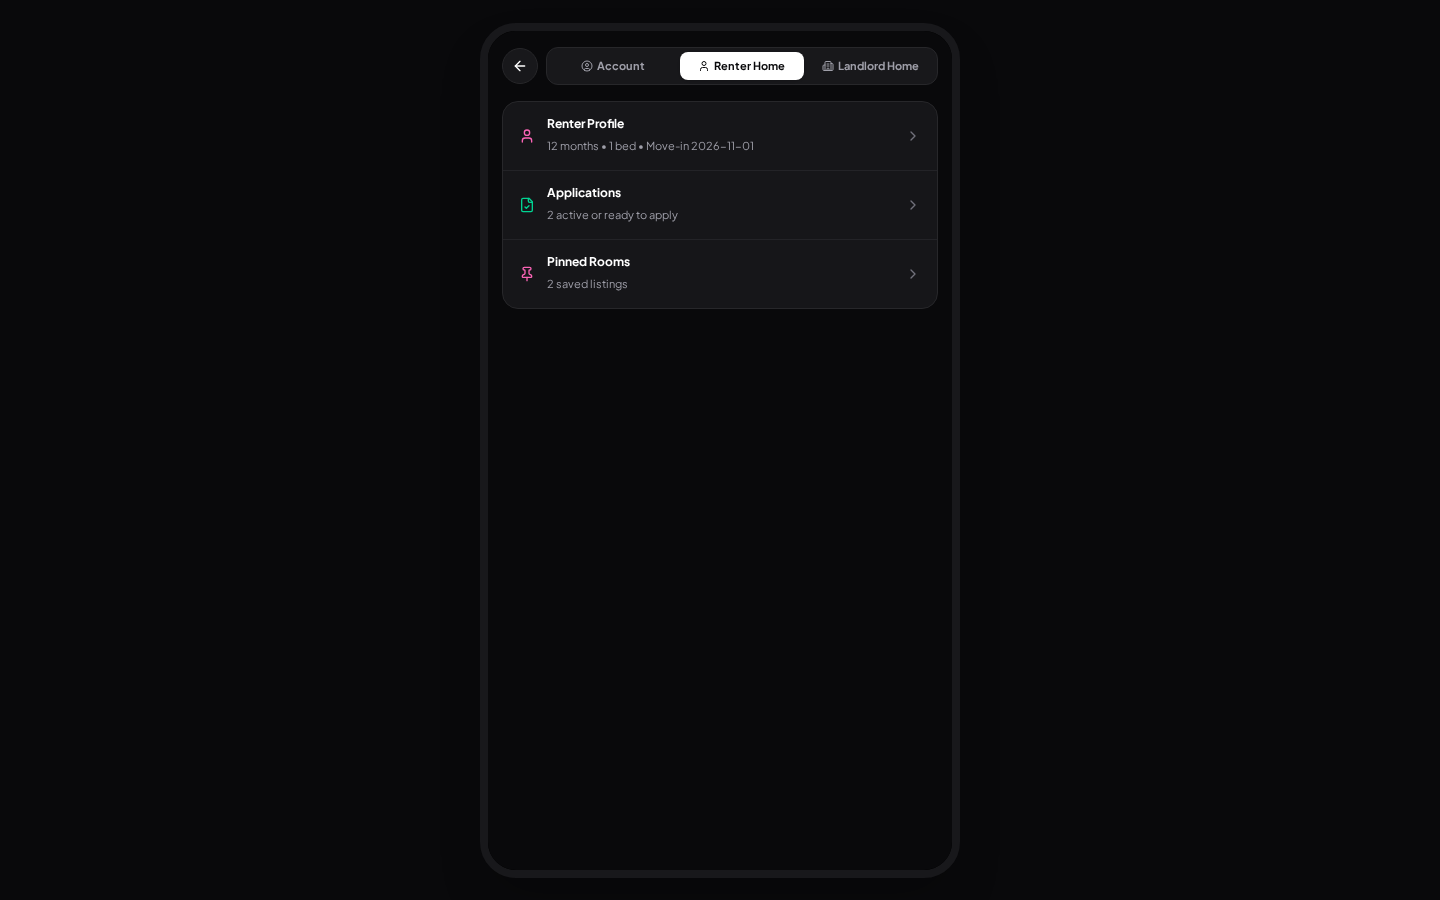 Account
Renter Home
Landlord Home
Renter Profile
12 months • 1 bed • Move-in 2026-11-01
Applications
2 active or ready to apply
Pinned Rooms
2 saved listings